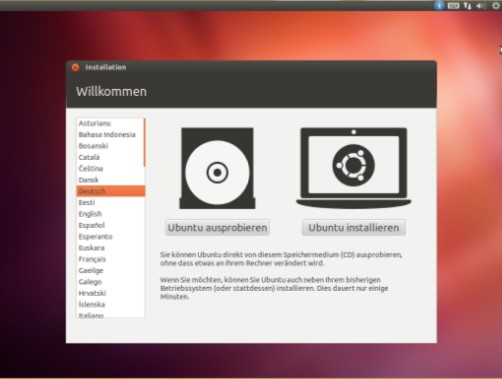 Installation
Willkommen
Asturianu
Bahasa Indonesia
Bosanski
Català
Čeština
Dansk
Deutsch
Eesti
English
Español
Esperanto
Euskara
Français
Gaeilge
Galego
Hrvatski
Íslenska
Italiano
Ubuntu ausprobieren
Ubuntu installieren
Sie können Ubuntu direkt von diesem Speichermedium (CD) ausprobieren,
ohne dass etwas an Ihrem Rechner verändert wird.
Wenn Sie möchten, können Sie Ubuntu auch neben Ihrem bisherigen
Betriebssystem (oder stattdessen) installieren. Dies dauert nur einige
Minuten.